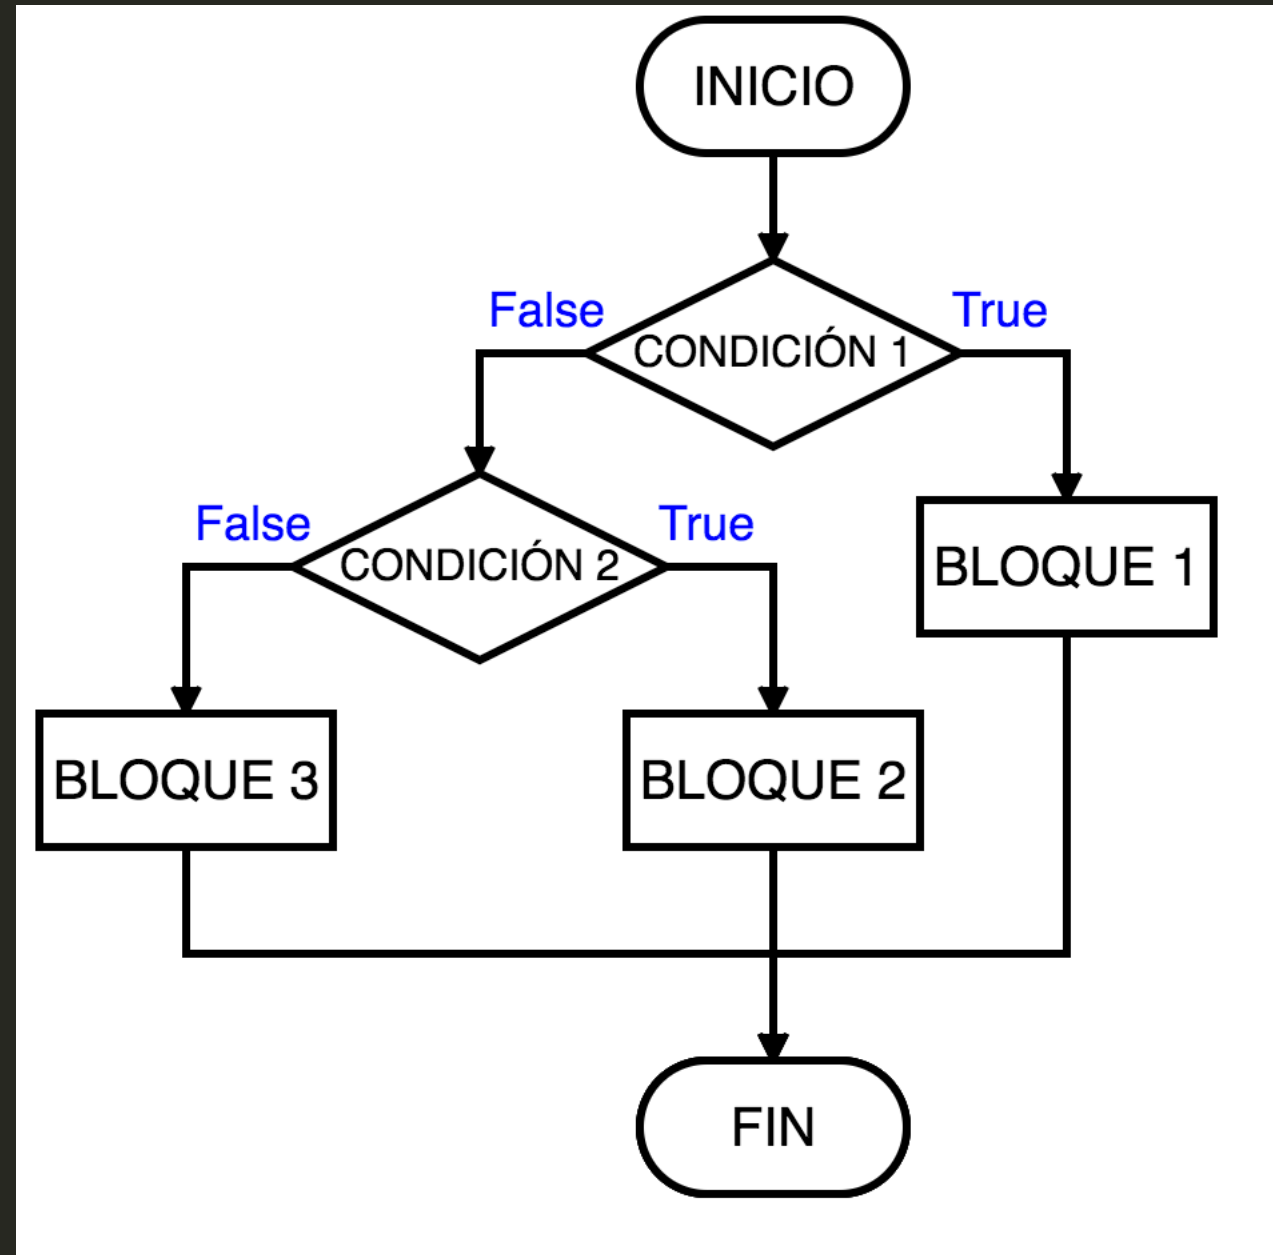 INICIO
False
True
CONDICIÓN 1
False
True
CONDICIÓN 2
BLOQUE 1
BLOQUE 3
BLOQUE 2
FIN